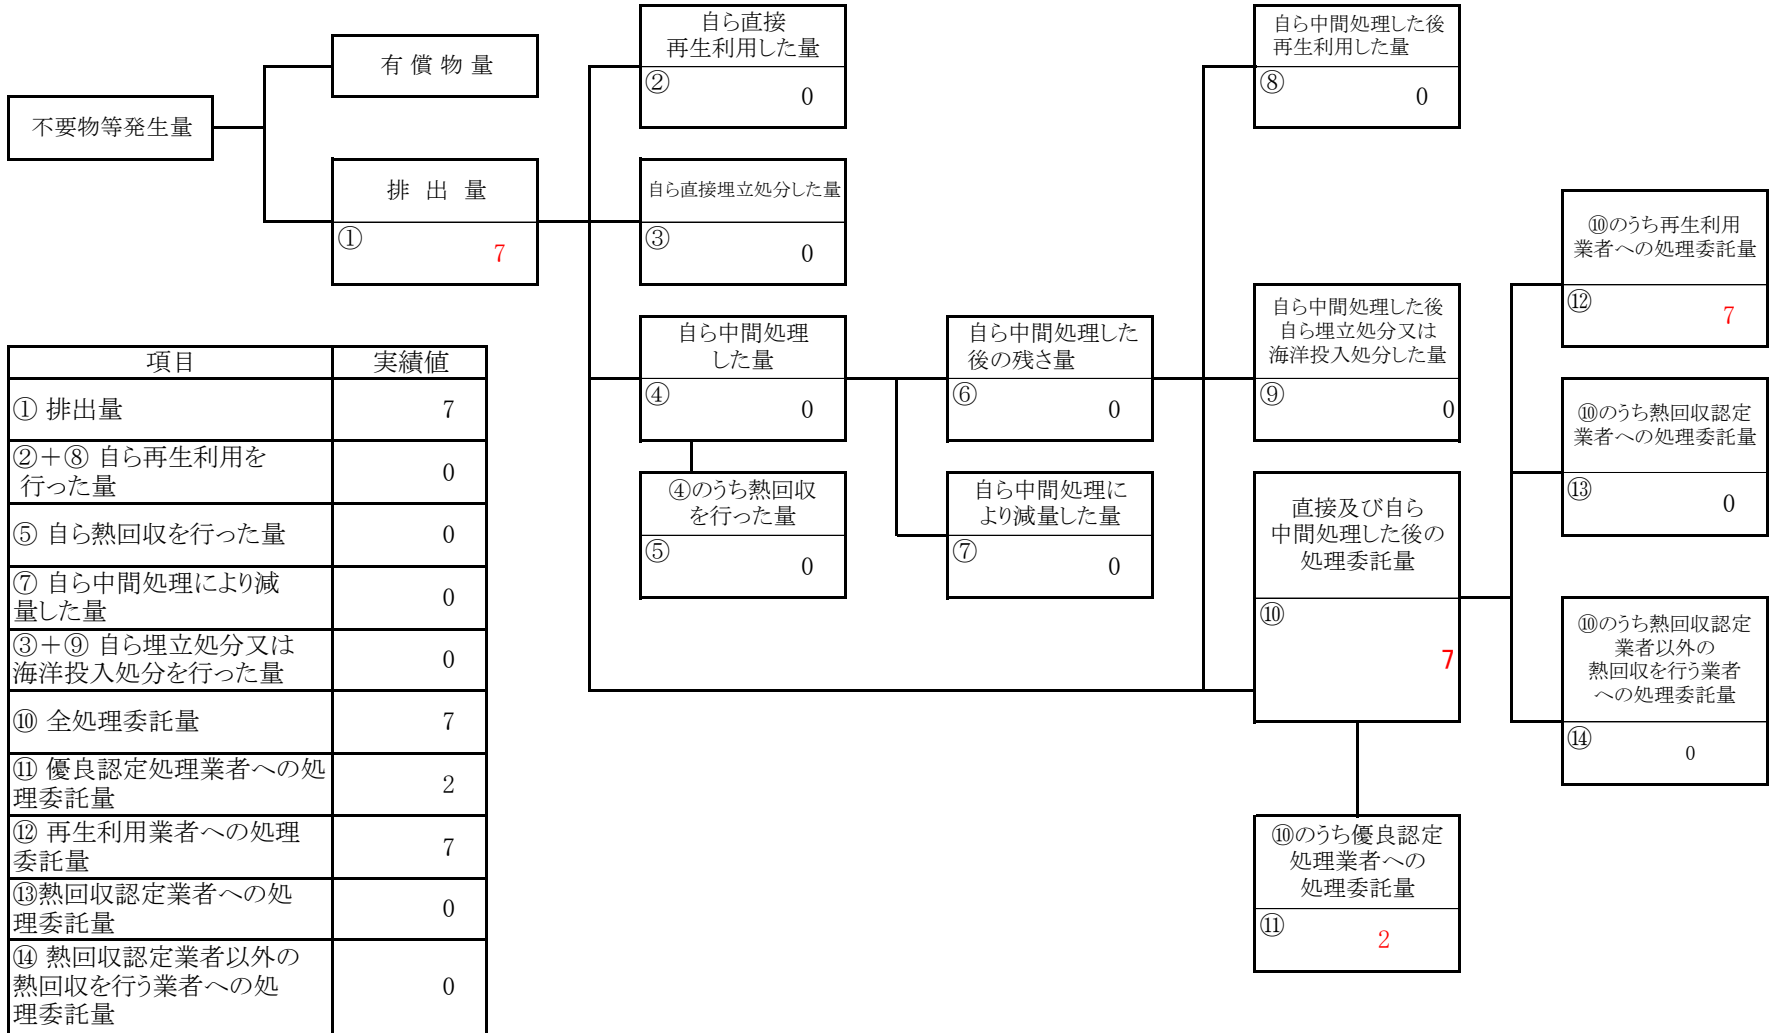 不要物等発生量
有 償 物 量
排 出 量
①
7
自ら直接
再生利用した量
②
0
自ら直接埋立処分した量
③
0
自ら中間処理
した量
④
0
④のうち熱回収
を行った量
⑤
0
自ら中間処理した
後の残さ量
⑥
0
自ら中間処理に
より減量した量
⑦
0
自ら中間処理した後
再生利用した量
⑧
0
自ら中間処理した後
自ら埋立処分又は
海洋投入処分した量
⑨
0
直接及び自ら
中間処理した後の
処理委託量
⑩
7
⑩のうち優良認定
処理業者への
処理委託量
⑪
2
⑩のうち再生利用
業者への処理委託量
⑫
7
⑩のうち熱回収認定
業者への処理委託量
⑬
0
⑩のうち熱回収認定
業者以外の
熱回収を行う業者
への処理委託量
⑭
0
項目 実績値
① 排出量 7
②＋⑧ 自ら再生利用を
行った量 0
⑤ 自ら熱回収を行った量 0
⑦ 自ら中間処理により減
量した量 0
③＋⑨ 自ら埋立処分又は
海洋投入処分を行った量 0
⑩ 全処理委託量 7
⑪ 優良認定処理業者への処
理委託量 2
⑫ 再生利用業者への処理
委託量 7
⑬熱回収認定業者への処
理委託量 0
⑭ 熱回収認定業者以外の
熱回収を行う業者への処
理委託量 0